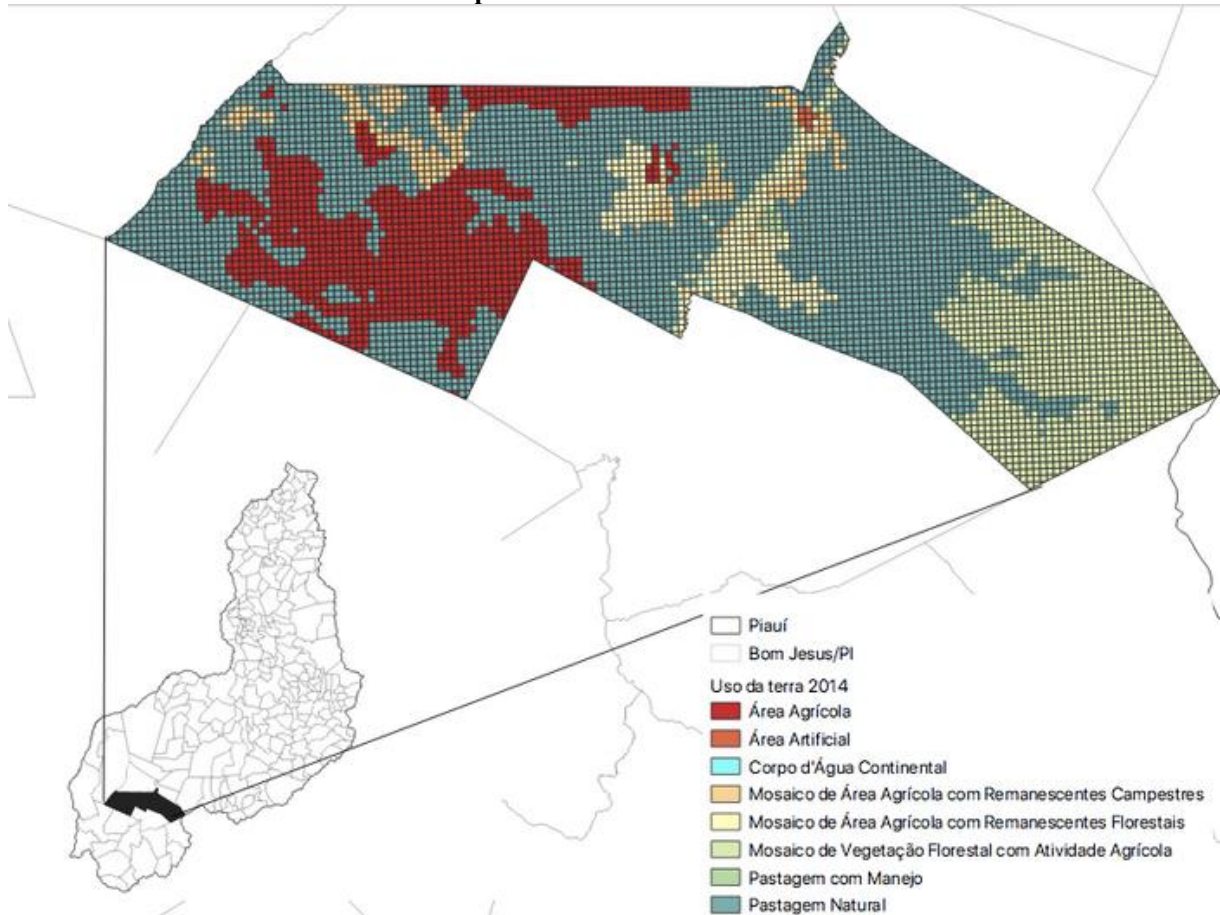 Piauí
Bom Jesus/PI
Uso da terra 2014
Área Agrícola
Área Artificial
Corpo d'Água Continental
Mosaico de Área Agrícola com Remanescentes Campestres
Mosaico de Área Agrícola com Remanescentes Florestais
Mosaico de Vegetação Florestal com Atividade Agrícola
Pastagem com Manejo
Pastagem Natural